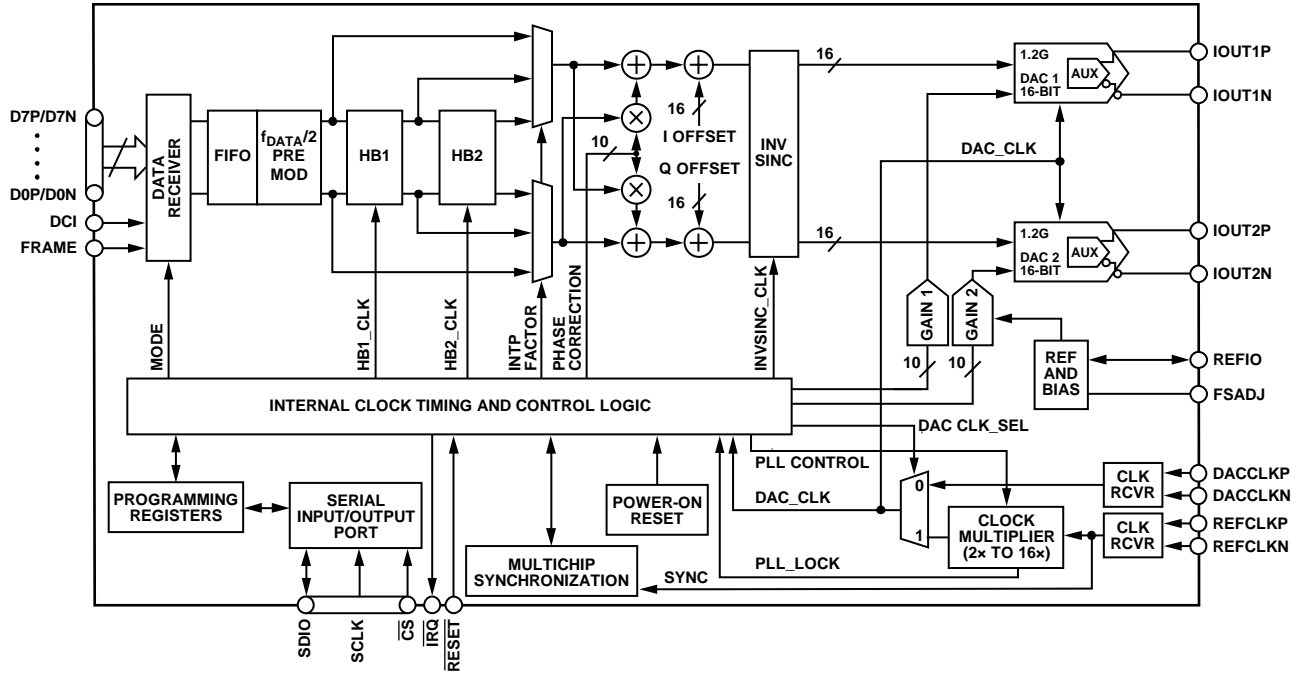 D7P/D7N
D0P/D0N
DCI
FRAME
DATA
RECEIVER
FIFO
fDATA/2
PRE
MOD
HB1
HB2
16
I OFFSET
10
Q OFFSET
16
INV
SINC
16
16
1.2G
DAC 1
16-BIT
AUX
IOUT1P
IOUT1N
DAC_CLK
1.2G
DAC 2
16-BIT
AUX
IOUT2P
IOUT2N
MODE
HB1_CLK
HB2_CLK
INTP
FACTOR
PHASE
CORRECTION
INVSINC_CLK
GAIN 1
GAIN 2
10
10
REF
AND
BIAS
REFIO
FSADJ
INTERNAL CLOCK TIMING AND CONTROL LOGIC
DAC CLK_SEL
PLL CONTROL
DAC_CLK
PLL_LOCK
SYNC
PROGRAMMING
REGISTERS
SERIAL
INPUT/OUTPUT
PORT
POWER-ON
RESET
MULTICHIP
SYNCHRONIZATION
0
1
CLOCK
MULTIPLIER
(2× TO 16×)
CLK
RCVR
CLK
RCVR
DACCLKP
DACCLKN
REFCLKP
REFCLKN
SDIO
SCLK
CS
IRQ
RESET